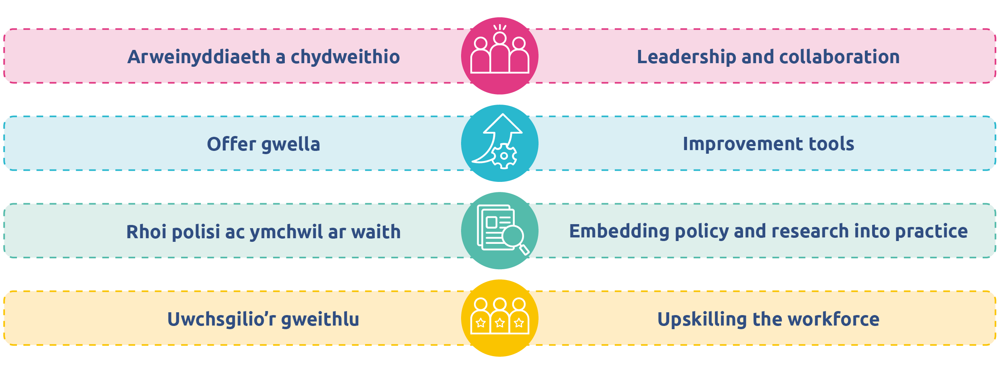 Arweinyddiaeth a chydweithio
Leadership and collaboration
Offer gwella
Improvement tools
Rhoi polisi ac ymchwil ar waith
Embedding policy and research into practice
Uwchsgilio’r gweithlu
Upskilling the workforce